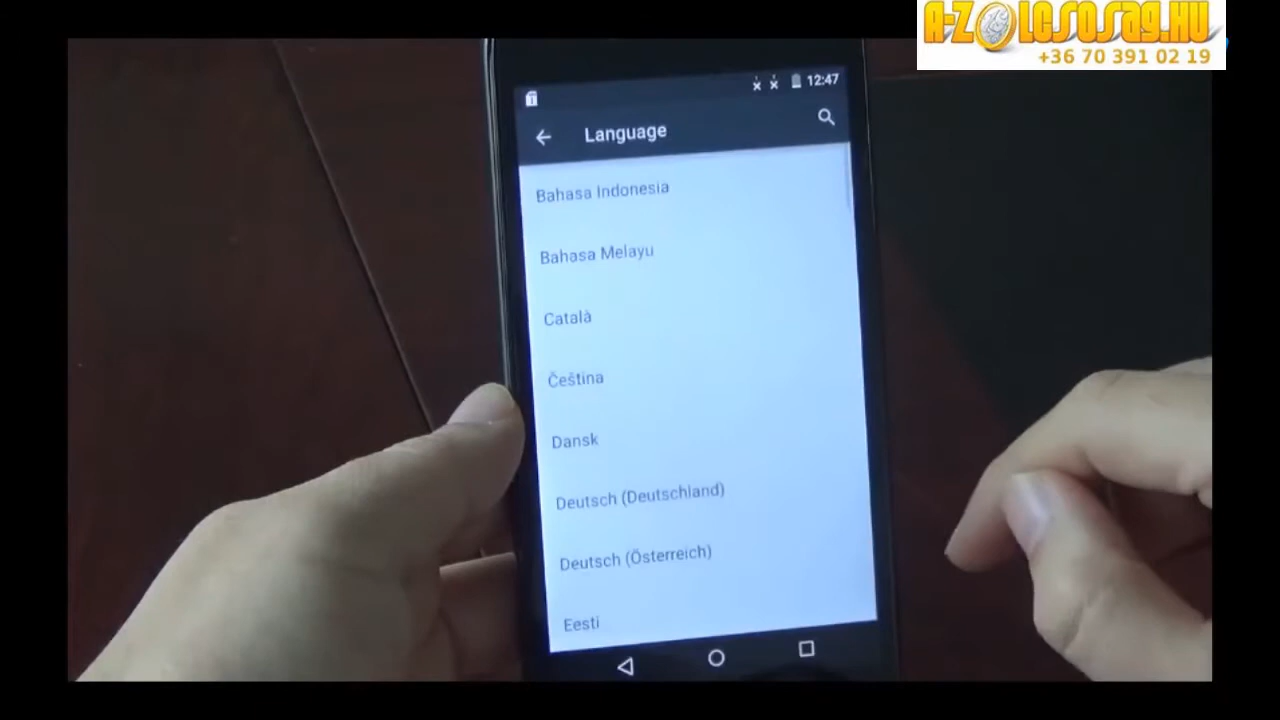 A-Zolcsosag.hu
+36 70 391 02 19
12:47
Language
Bahasa Indonesia
Bahasa Melayu
Català
Čeština
Dansk
Deutsch (Deutschland)
Deutsch (Österreich)
Eesti